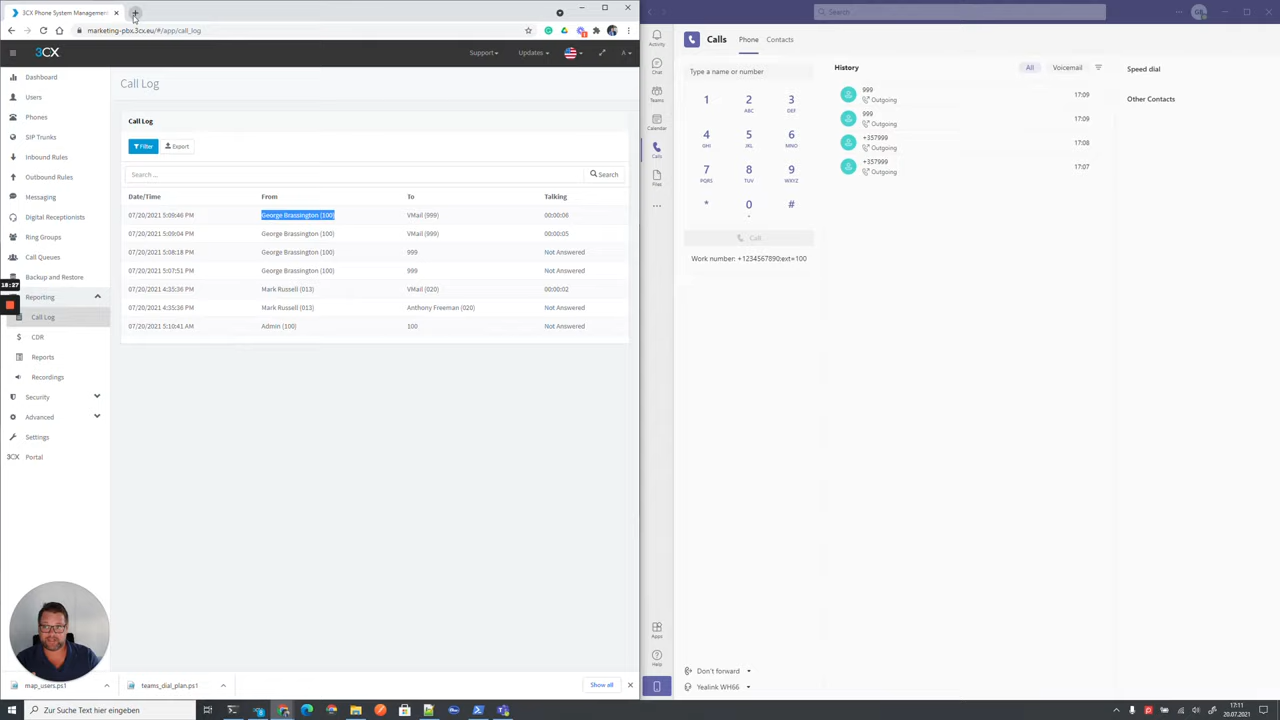 3CX Phone System Management
marketing-pbx.3cx.eu/#/app/call_log
3CX
Support
Updates
A
Dashboard
Users
Phones
SIP Trunks
Inbound Rules
Outbound Rules
Messaging
Digital Receptionists
Ring Groups
Call Queues
Backup and Restore
18:27
Reporting
Call Log
CDR
Reports
Recordings
Security
Advanced
Settings
3CX Portal
Call Log
Call Log
Filter
Export
Search ...
Search
Date/Time From To Talking
07/20/2021 5:09:46 PM George Brassington (100) VMail (999) 00:00:06
07/20/2021 5:09:04 PM George Brassington (100) VMail (999) 00:00:05
07/20/2021 5:08:18 PM George Brassington (100) 999 Not Answered
07/20/2021 5:07:51 PM George Brassington (100) 999 Not Answered
07/20/2021 4:35:36 PM Mark Russell (013) VMail (020) 00:00:02
07/20/2021 4:35:36 PM Mark Russell (013) Anthony Freeman (020) Not Answered
07/20/2021 5:10:41 AM Admin (100) 100 Not Answered
map_users.ps1
teams_dial_plan.ps1
Show all
Search
GB
Activity
Chat
Teams
Calendar
Calls
Files
Apps
Help
Calls
Phone
Contacts
Type a name or number
1 2 3
ABC DEF
4 5 6
GHI JKL MNO
7 8 9
PQRS TUV WXYZ
* 0 #
+
Call
Work number: +1234567890;ext=100
Don't forward
Yealink WH66
History
All
Voicemail
999
Outgoing
17:09
999
Outgoing
17:09
+357999
Outgoing
17:08
+357999
Outgoing
17:07
Speed dial
Other Contacts
Zur Suche Text hier eingeben
17:11
20.07.2021